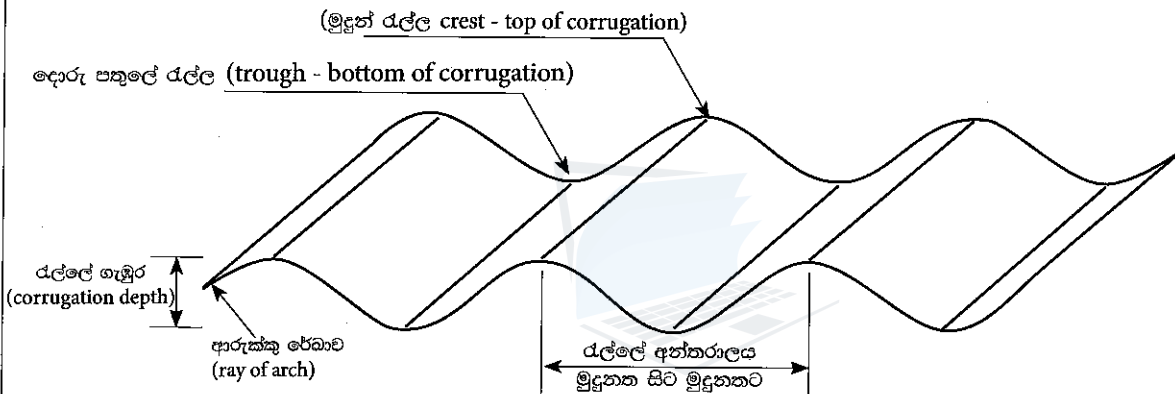 (මුදුන් රැල්ල crest - top of corrugation)
දොරු පතුලේ රැල්ල (trough - bottom of corrugation)
රැල්ලේ ගැඹුර
(corrugation depth)
ආරුක්කු රේඛාව
(ray of arch)
රැල්ලේ අන්තරාලය
මුදුනත සිට මුදුනතට